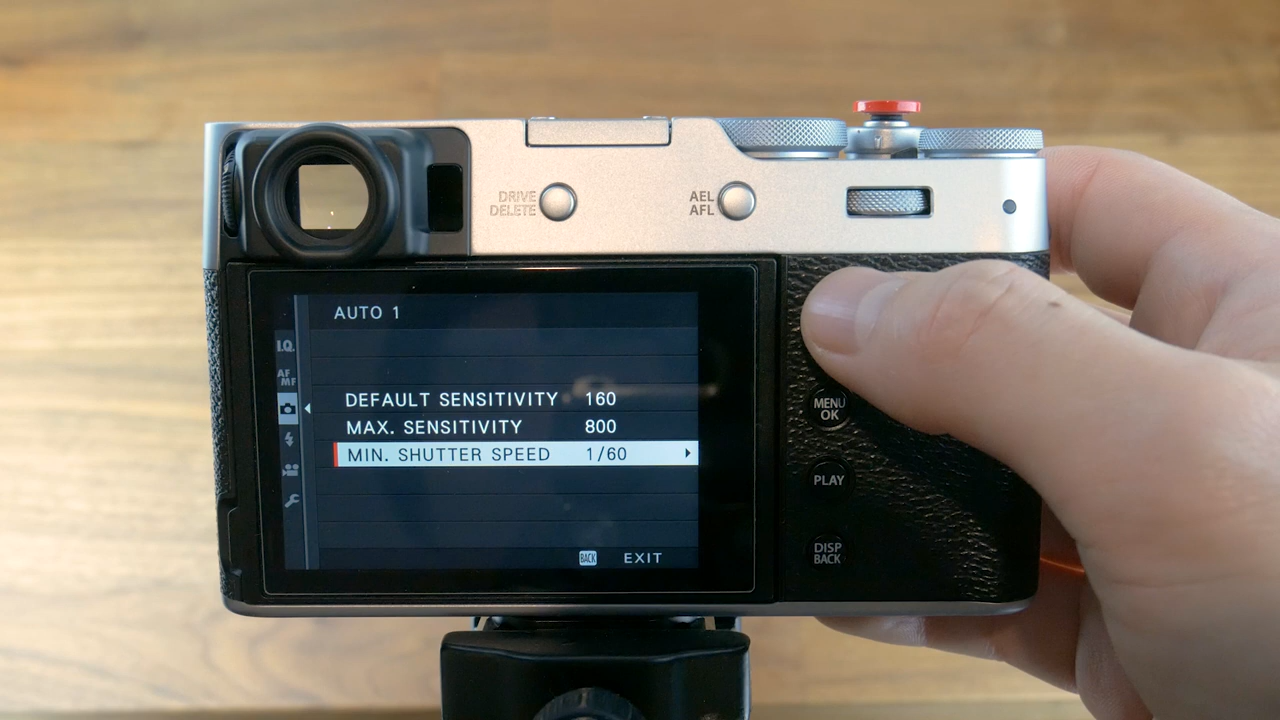 DRIVE
DELETE
AEL
AFL
AUTO 1
I.Q.
AF
MF
DEFAULT SENSITIVITY 160
MAX. SENSITIVITY 800
MIN. SHUTTER SPEED 1/60
BACK EXIT
MENU
OK
PLAY
DISP
BACK